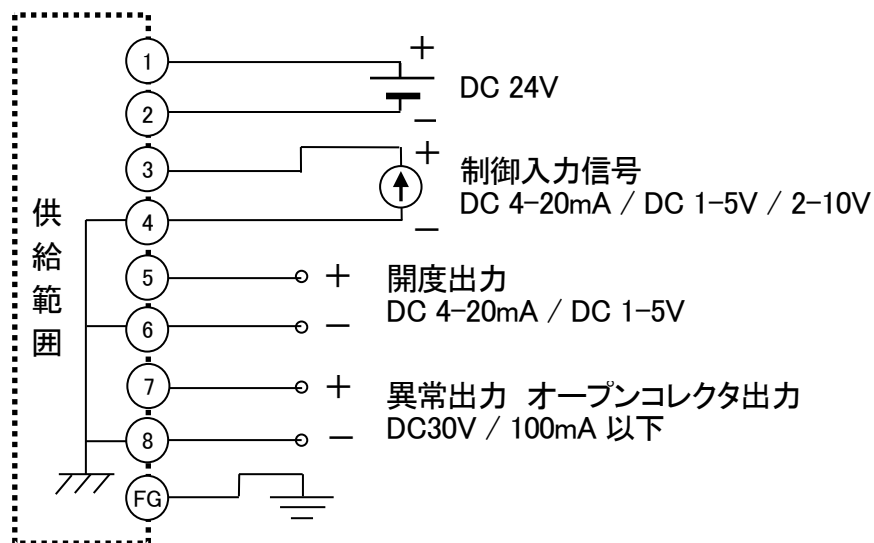 1
+
DC 24V
2
−
3
+
制御入力信号
DC 4-20mA / DC 1-5V / 2-10V
4
−
供給範囲
5
+
開度出力
DC 4-20mA / DC 1-5V
6
−
7
+
異常出力 オープンコレクタ出力
DC30V / 100mA 以下
8
−
FG